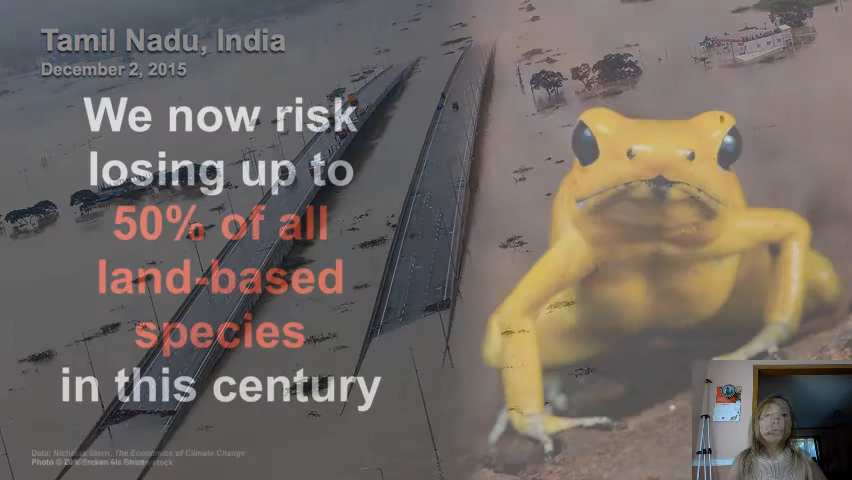 Tamil Nadu, India
December 2, 2015
We now risk
losing up to
50% of all
land-based
species
in this century
Data: Nicholas Stern, The Economics of Climate Change
Photo ©